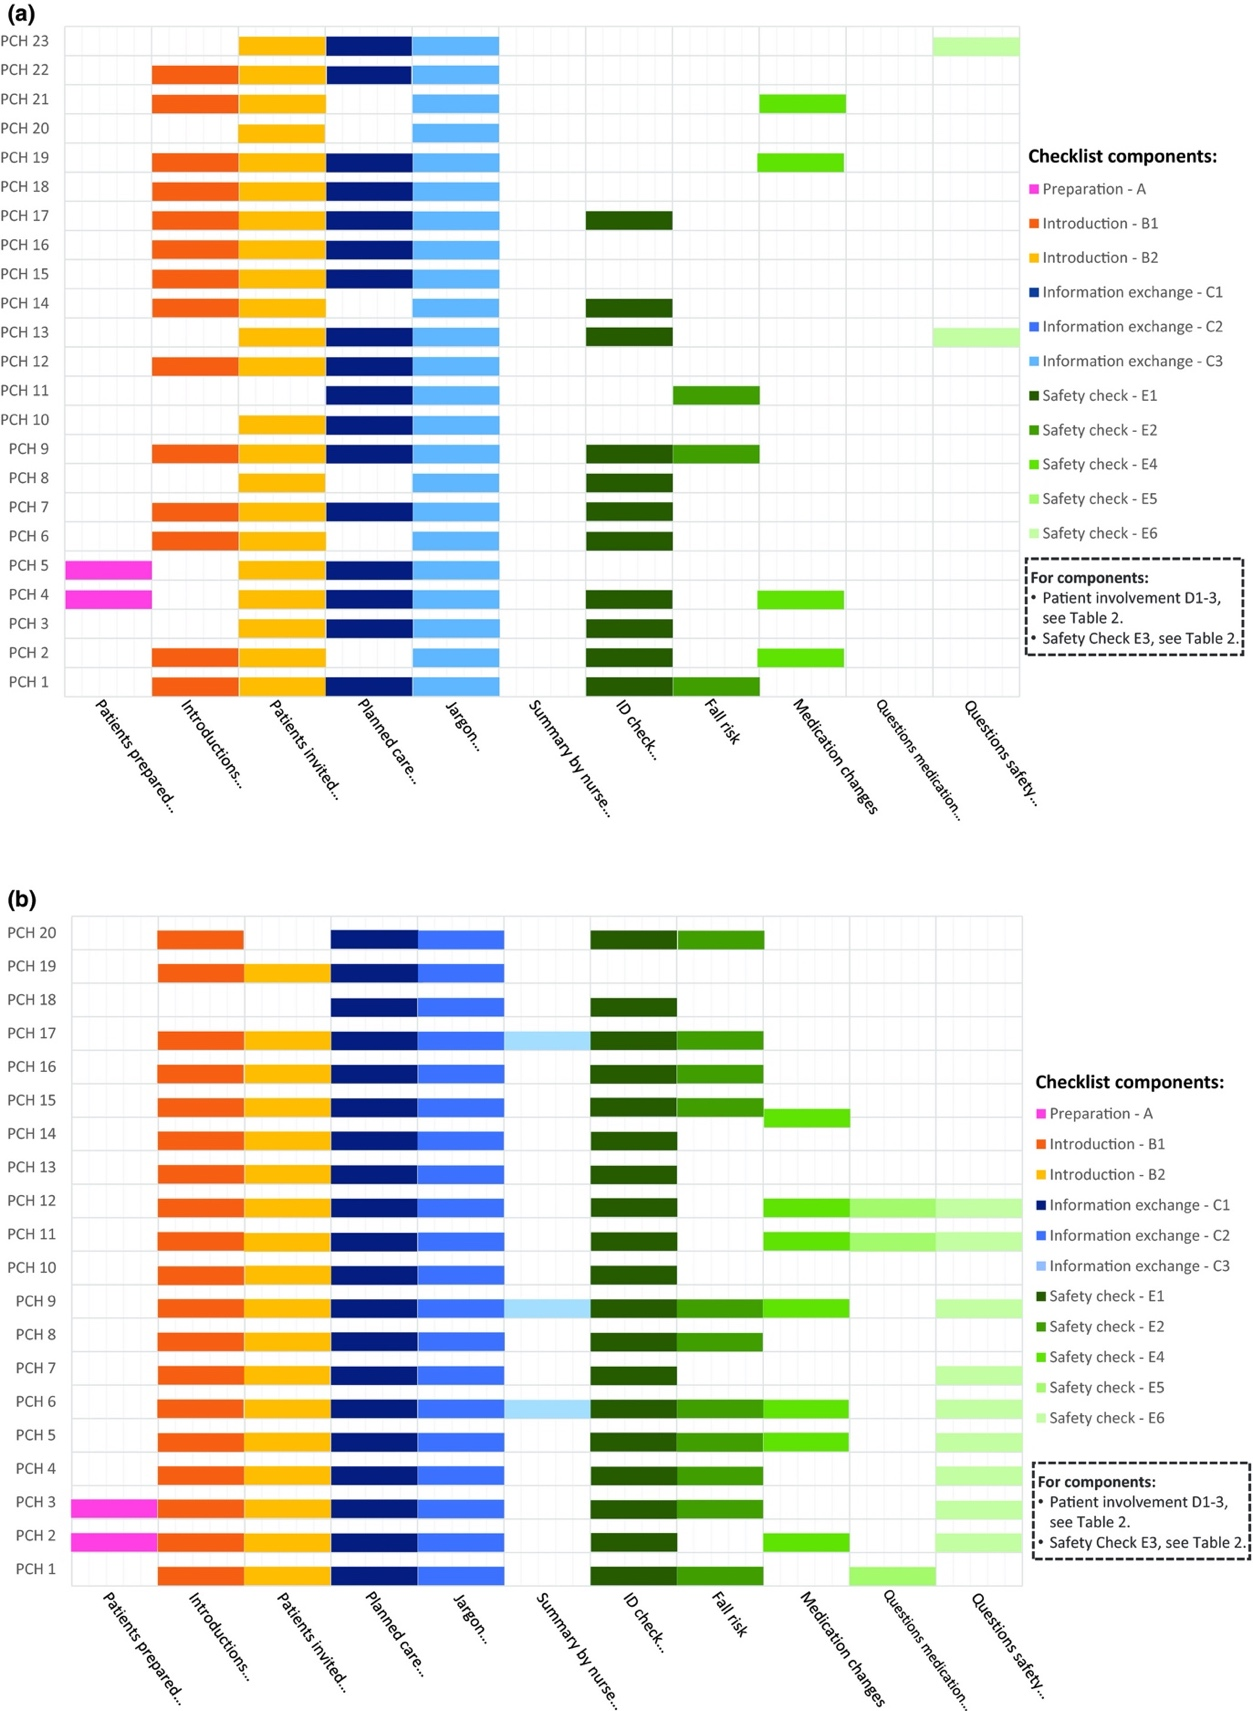 (a)
PCH 23
PCH 22
PCH 21
PCH 20
PCH 19
PCH 18
PCH 17
PCH 16
PCH 15
PCH 14
PCH 13
PCH 12
PCH 11
PCH 10
PCH 9
PCH 8
PCH 7
PCH 6
PCH 5
PCH 4
PCH 3
PCH 2
PCH 1
Patients prepared...
Introductions...
Patients invited...
Planned care...
Jargon...
Summary by nurse...
ID check...
Fall risk
Medication changes
Questions medication...
Questions safety...
Checklist components:
Preparation - A
Introduction - B1
Introduction - B2
Information exchange - C1
Information exchange - C2
Information exchange - C3
Safety check - E1
Safety check - E2
Safety check - E4
Safety check - E5
Safety check - E6
For components:
• Patient involvement D1-3,
see Table 2.
• Safety Check E3, see Table 2.
(b)
PCH 20
PCH 19
PCH 18
PCH 17
PCH 16
PCH 15
PCH 14
PCH 13
PCH 12
PCH 11
PCH 10
PCH 9
PCH 8
PCH 7
PCH 6
PCH 5
PCH 4
PCH 3
PCH 2
PCH 1
Patients prepared...
Introductions...
Patients invited...
Planned care...
Jargon...
Summary by nurse...
ID check...
Fall risk
Medication changes
Questions medication...
Questions safety...
Checklist components:
Preparation - A
Introduction - B1
Introduction - B2
Information exchange - C1
Information exchange - C2
Information exchange - C3
Safety check - E1
Safety check - E2
Safety check - E4
Safety check - E5
Safety check - E6
For components:
• Patient involvement D1-3,
see Table 2.
• Safety Check E3, see Table 2.